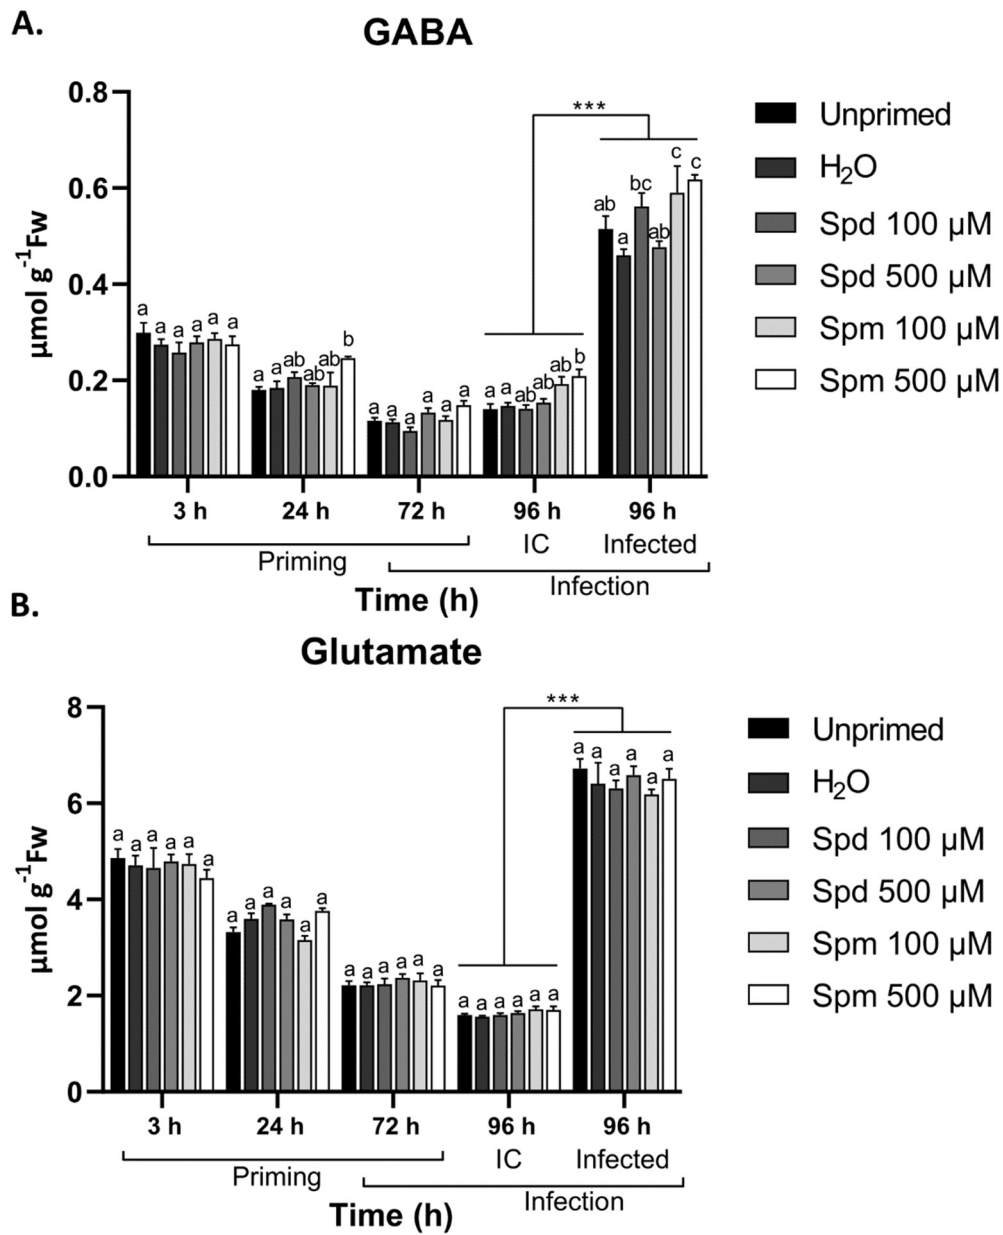 A.
GABA
0.8
0.6
0.4
0.2
0.0
µmol g⁻¹Fw
a a a a a a
a a ab ab ab b
a a a a a a
a a ab ab ab b
ab a bc ab c c
***
Unprimed
H₂O
Spd 100 µM
Spd 500 µM
Spm 100 µM
Spm 500 µM
3 h 24 h 72 h 96 h 96 h
IC Infected
Priming
Infection
Time (h)
B.
Glutamate
8
6
4
2
0
µmol g⁻¹Fw
a a a a a a
a a a a a a
a a a a a a
a a a a a a
a a a a a a
***
Unprimed
H₂O
Spd 100 µM
Spd 500 µM
Spm 100 µM
Spm 500 µM
3 h 24 h 72 h 96 h 96 h
IC Infected
Priming
Infection
Time (h)